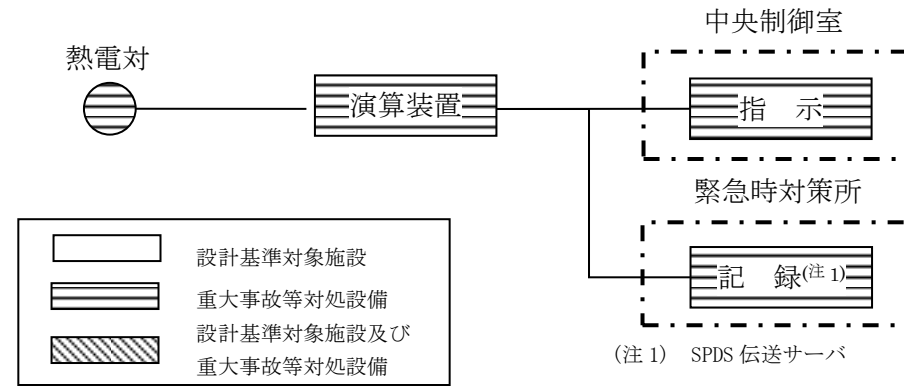 中央制御室
熱電対
演算装置
指　示
緊急時対策所
記　録(注1)
(注1)　SPDS 伝送サーバ
設計基準対象施設
重大事故等対処設備
設計基準対象施設及び
重大事故等対処設備